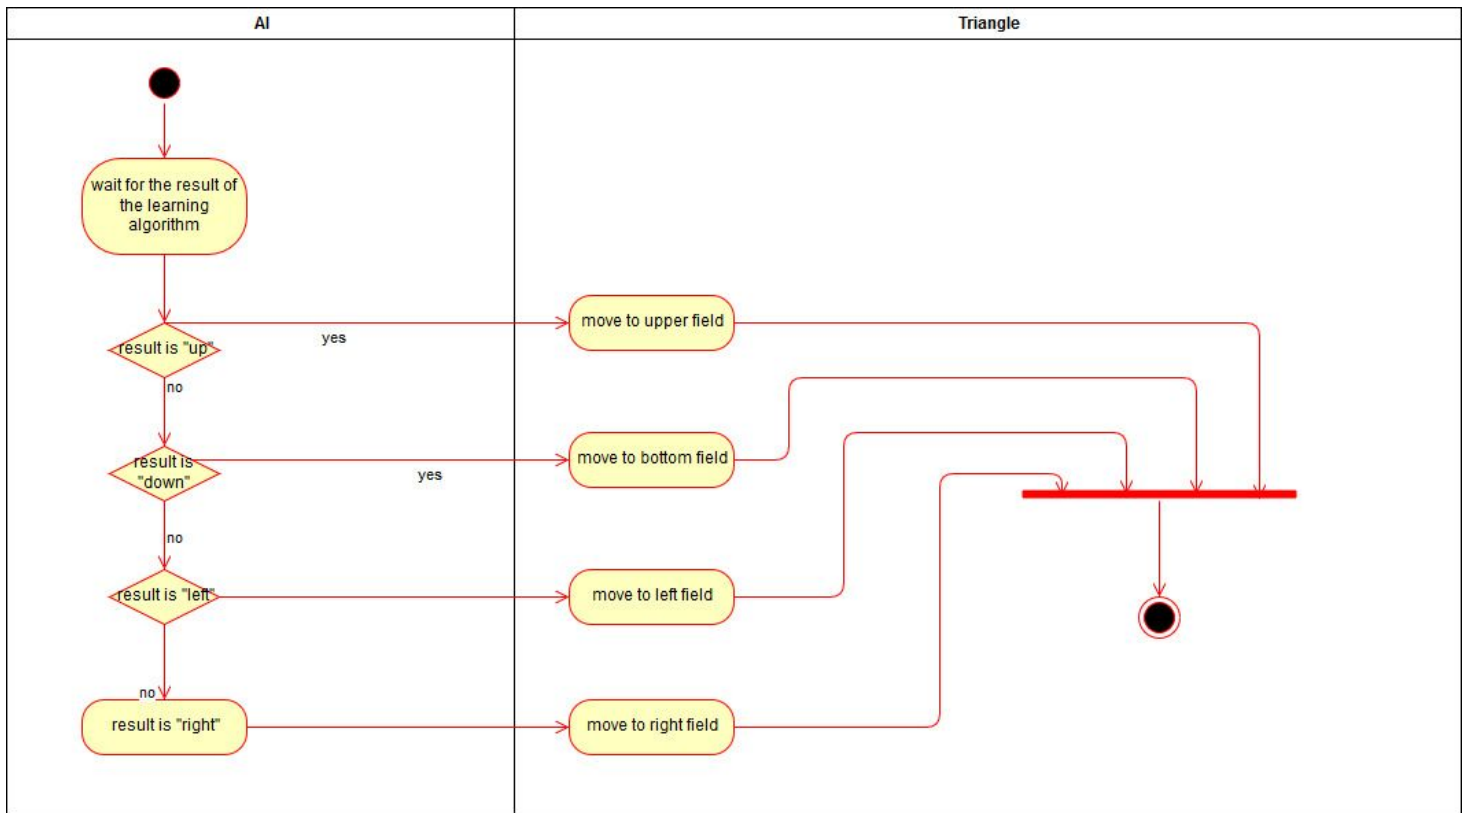 AI
Triangle
wait for the result of
the learning
algorithm
result is "up"
yes
move to upper field
no
result is
"down"
yes
move to bottom field
no
result is "left"
move to left field
no
result is "right"
move to right field